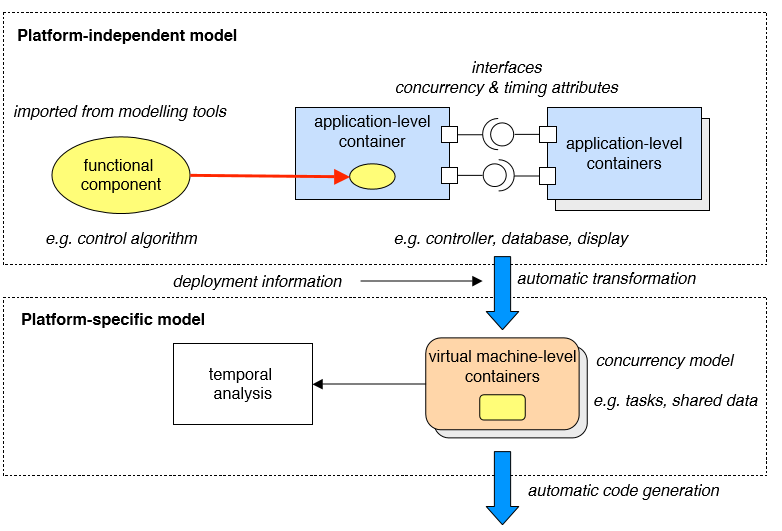 Platform-independent model
interfaces
concurrency & timing attributes
imported from modelling tools
application-level
container
application-level
containers
functional
component
e.g. control algorithm
e.g. controller, database, display
deployment information
automatic transformation
Platform-specific model
virtual machine-level
containers
concurrency model
temporal
analysis
e.g. tasks, shared data
automatic code generation